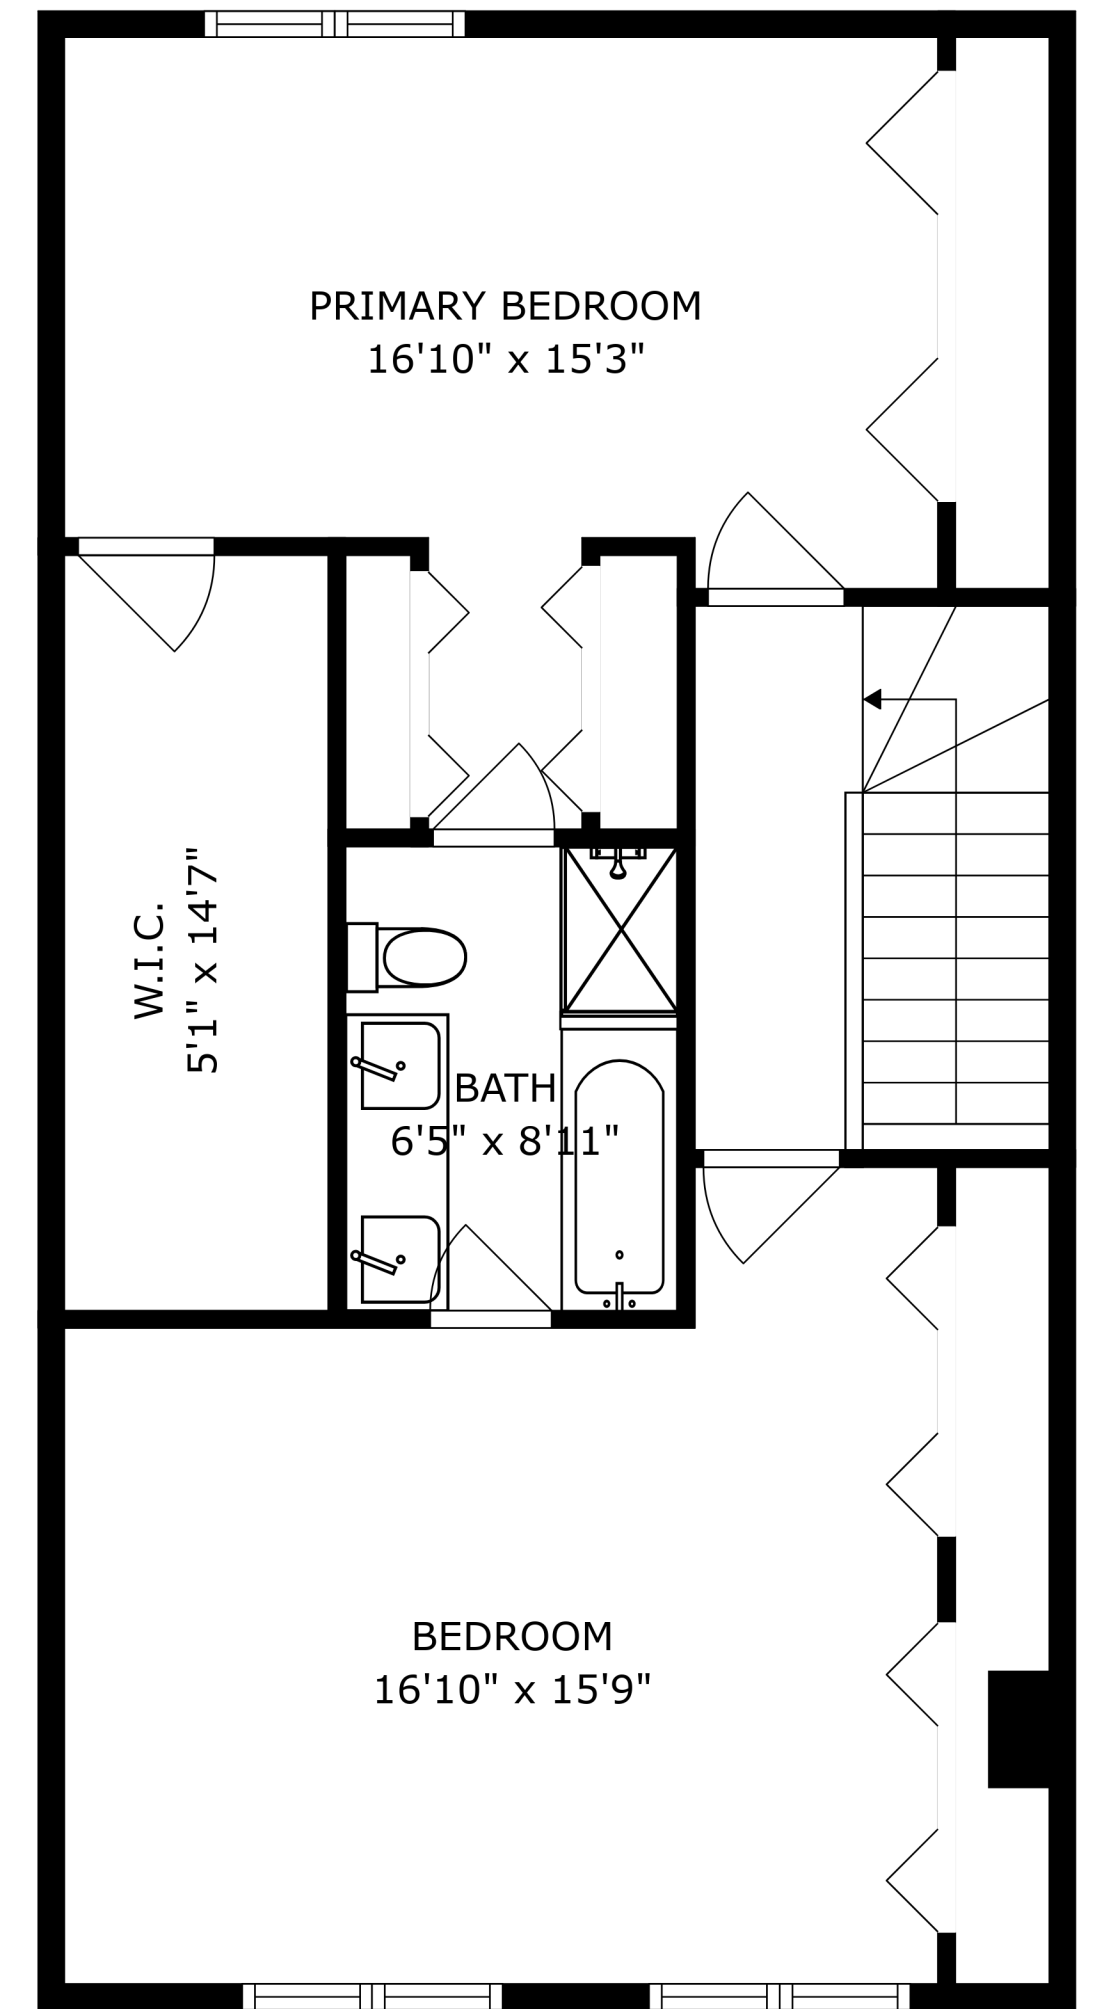 PRIMARY BEDROOM
16'10" x 15'3"
W.I.C.
5'1" x 14'7"
BATH
6'5" x 8'11"
BEDROOM
16'10" x 15'9"